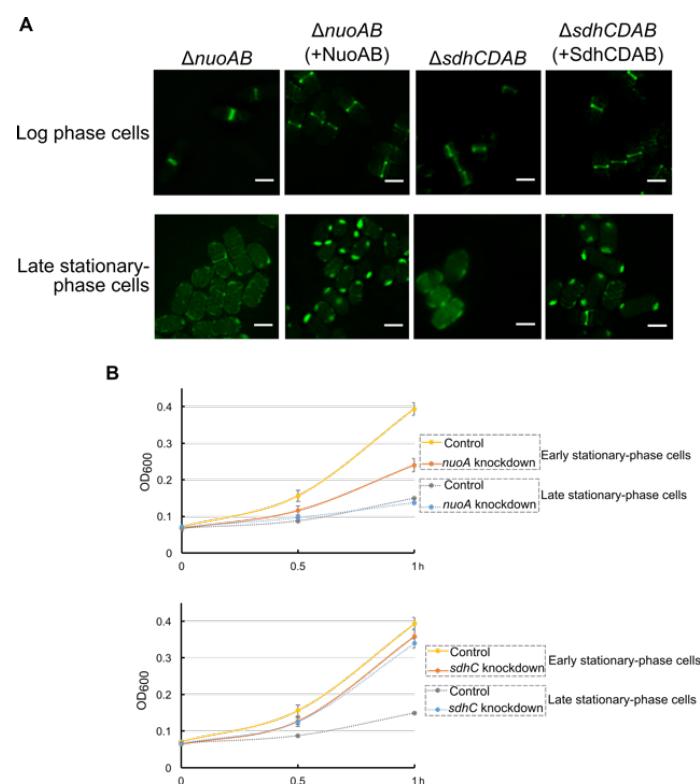 A
ΔnuoAB
ΔnuoAB
(+NuoAB)
ΔsdhCDAB
ΔsdhCDAB
(+SdhCDAB)
Log phase cells
Late stationary-
phase cells
B
0.4
0.3
0.2
0.1
0
OD600
0
0.5
1h
Control
nuoA knockdown
Early stationary-phase cells
Control
nuoA knockdown
Late stationary-phase cells
0.4
0.3
0.2
0.1
0
OD600
0
0.5
1h
Control
sdhC knockdown
Early stationary-phase cells
Control
sdhC knockdown
Late stationary-phase cells